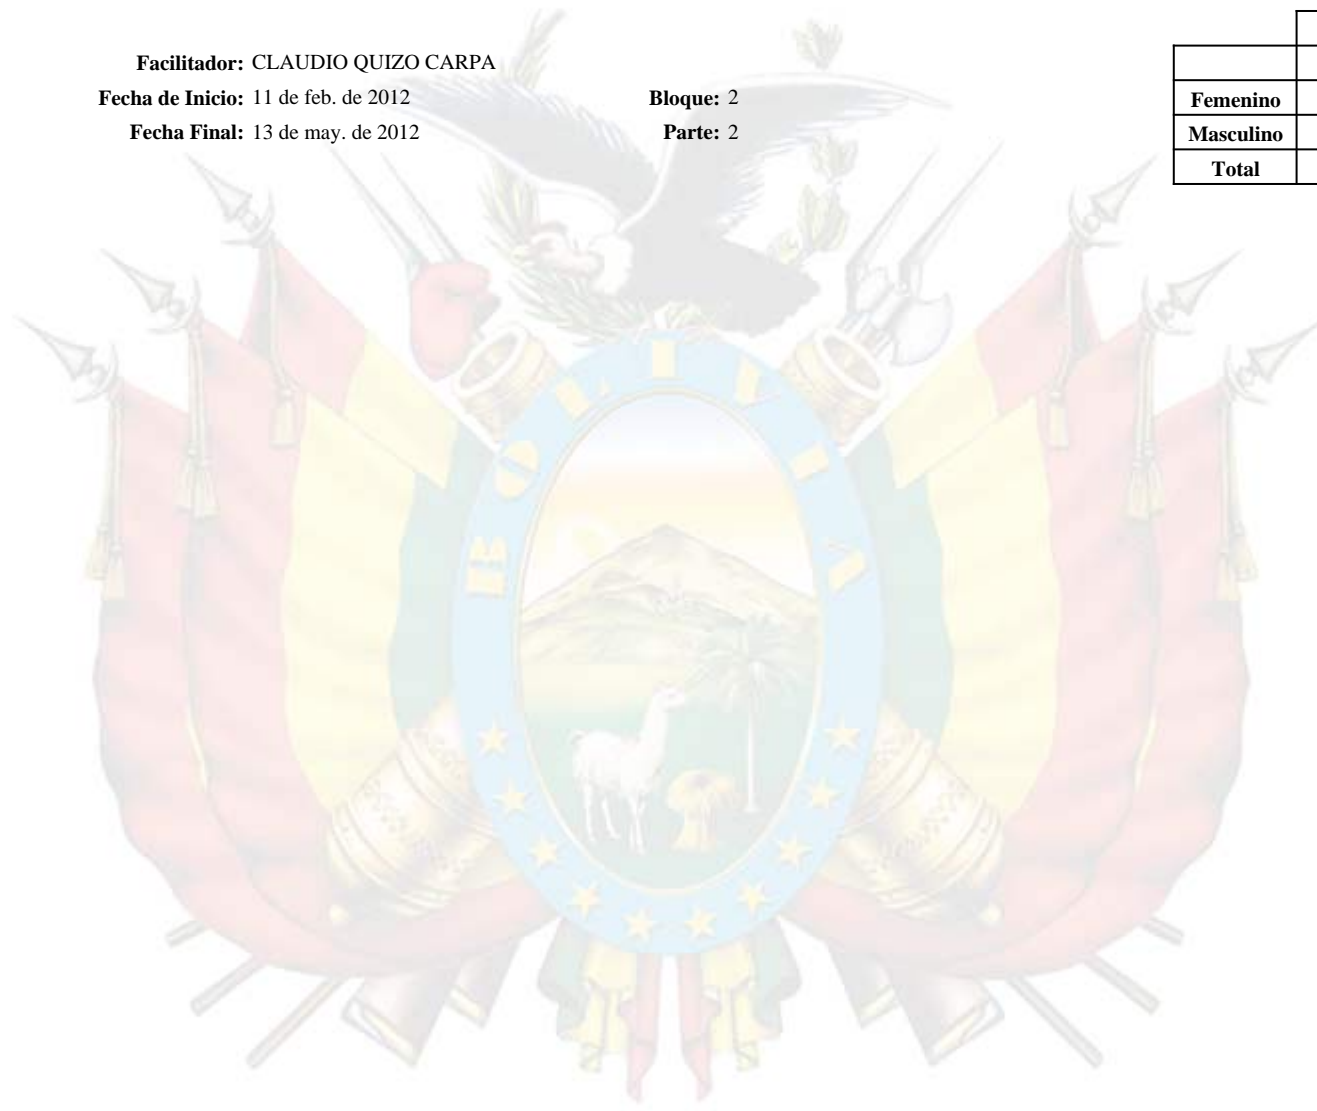 Facilitador: CLAUDIO QUIZO CARPA
Fecha de Inicio: 11 de feb. de 2012 Bloque: 2
Fecha Final: 13 de may. de 2012 Parte: 2
Femenino
Masculino
Total
BOLIVIA